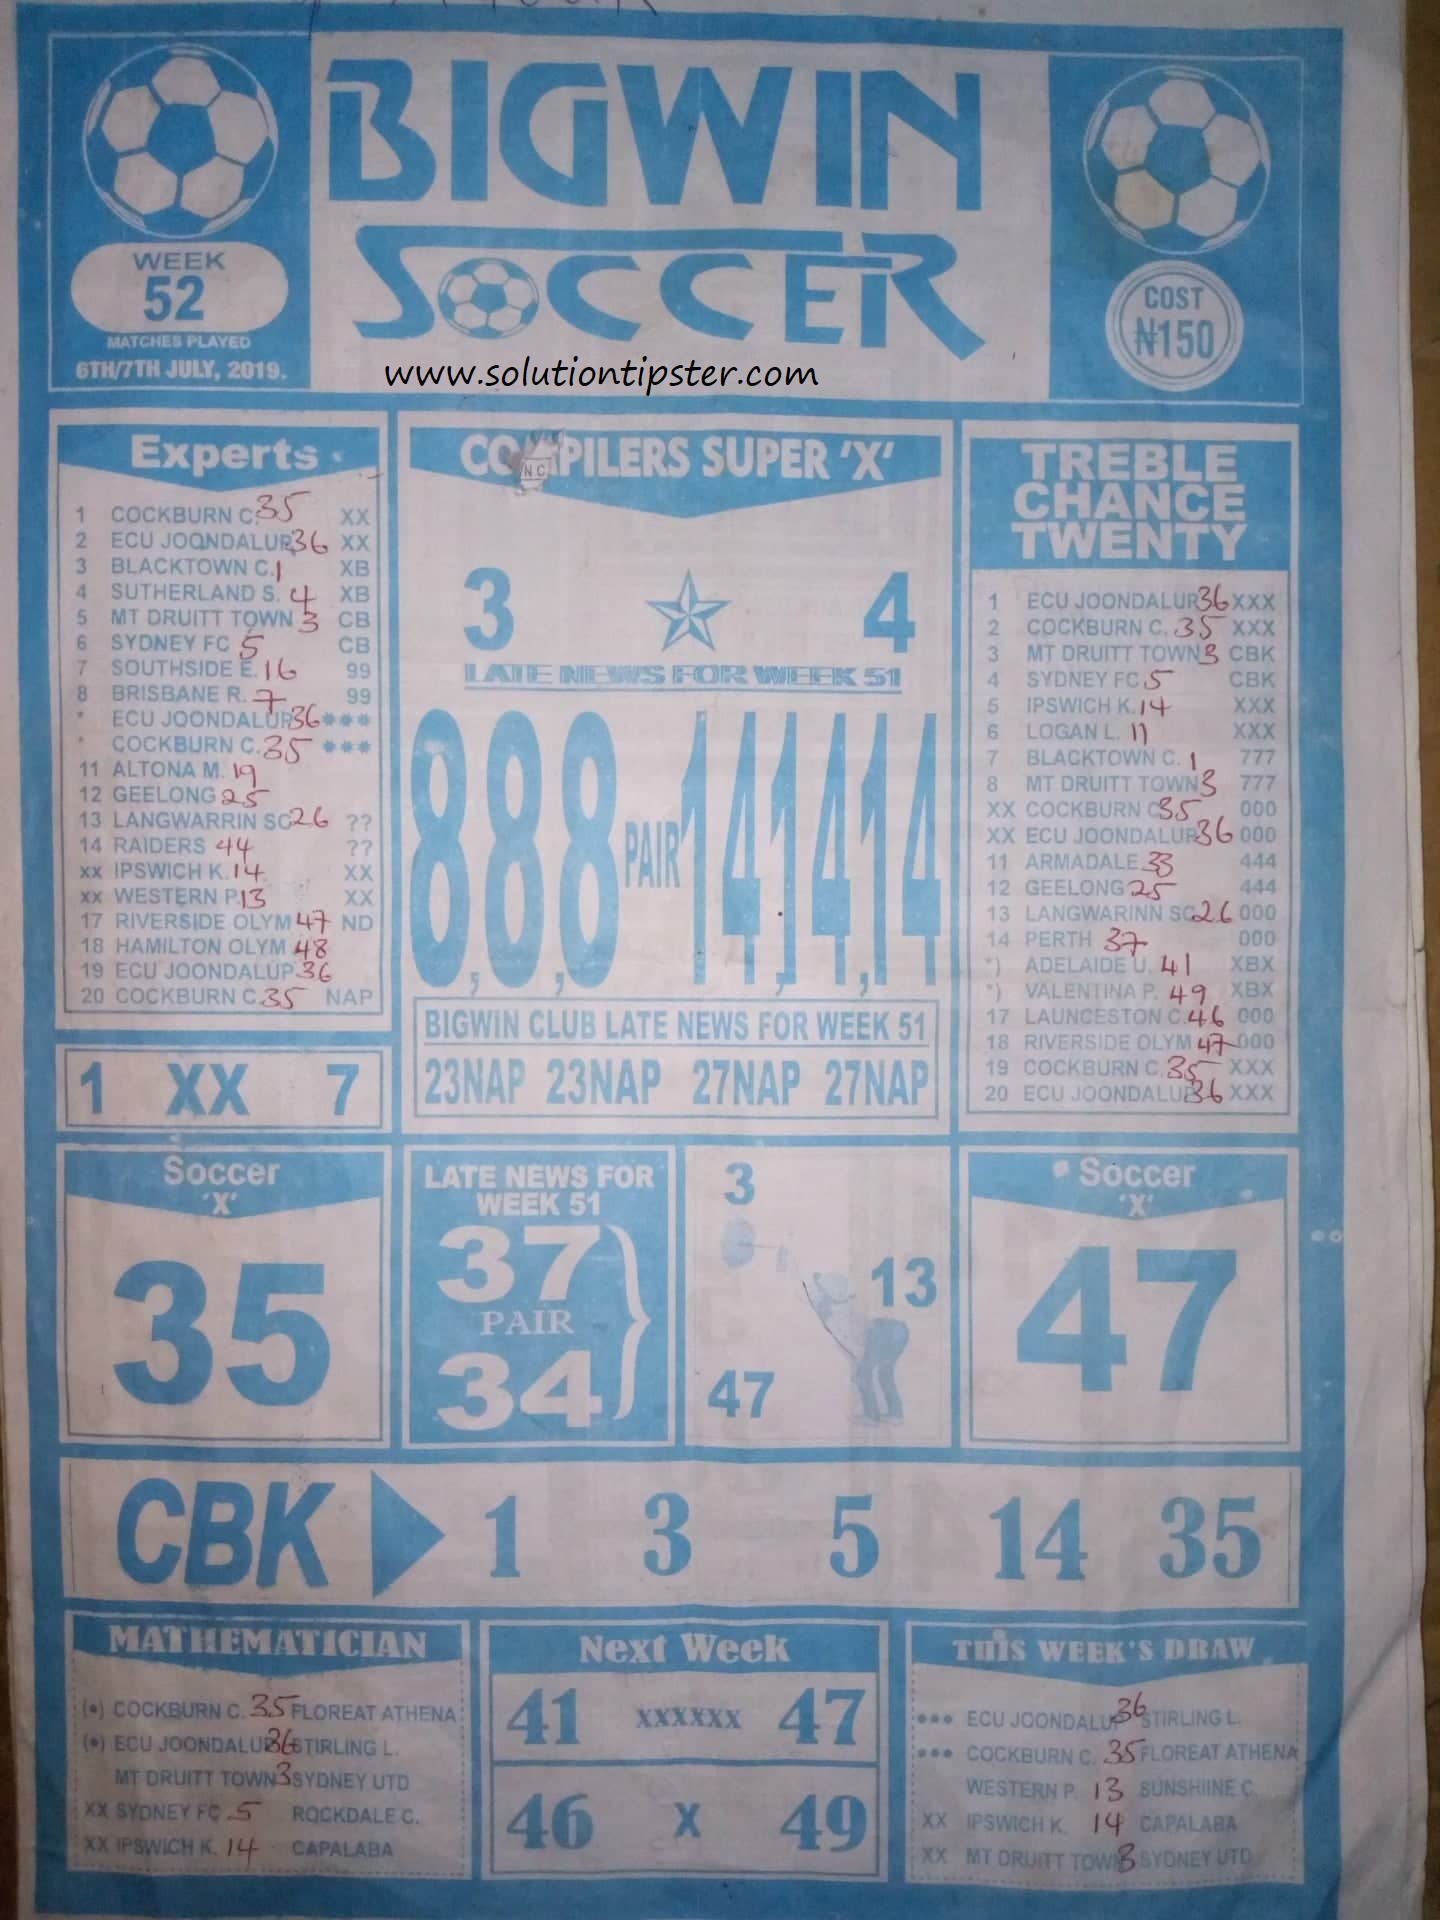 BIGWIN
SOCCER
www.solutiontipster.com
WEEK
52
MATCHES PLAYED
6TH/7TH JULY, 2019.
COST
₦150
Experts
1 COCKBURN C. 35 XX
2 ECU JOONDALUP 36 XX
3 BLACKTOWN C. 1 XB
4 SUTHERLAND S. 4 XB
5 MT DRUITT TOWN 3 CB
6 SYDNEY FC 5 CB
7 SOUTHSIDE E. 16 99
8 BRISBANE R. 7 99
* ECU JOONDALUP 36 ***
* COCKBURN C. 35 ***
11 ALTONA M. 19
12 GEELONG 25
13 LANGWARRIN SC 26 ??
14 RAIDERS 44 ??
xx IPSWICH K. 14 XX
xx WESTERN P. 13 XX
17 RIVERSIDE OLYM 47 ND
18 HAMILTON OLYM 48
19 ECU JOONDALUP 36
20 COCKBURN C 35 NAP
1 XX 7
COMPILERS SUPER 'X'
NC
3 4
LATE NEWS FOR WEEK 51
8,8,8 PAIR 14,14,14
BIGWIN CLUB LATE NEWS FOR WEEK 51
23NAP 23NAP 27NAP 27NAP
TREBLE
CHANCE
TWENTY
1 ECU JOONDALUP 36 XXX
2 COCKBURN C. 35 XXX
3 MT DRUITT TOWN 3 CBK
4 SYDNEY FC 5 CBK
5 IPSWICH K. 14 XXX
6 LOGAN L. 11 XXX
7 BLACKTOWN C. 1 777
8 MT DRUITT TOWN 3 777
XX COCKBURN C 35 000
XX ECU JOONDALUP 36 000
11 ARMADALE 33 444
12 GEELONG 25 444
13 LANGWARINN SC 26 000
14 PERTH 37 000
*) ADELAIDE U. 41 XBX
*) VALENTINA P. 49 XBX
17 LAUNCESTON C. 46 000
18 RIVERSIDE OLYM 47 000
19 COCKBURN C. 35 XXX
20 ECU JOONDALUP 36 XXX
Soccer
'X'
35
LATE NEWS FOR
WEEK 51
37
PAIR
34
3
13
47
Soccer
'X'
47
CBK 1 3 5 14 35
MATHEMATICIAN
(•) COCKBURN C. 35 FLOREAT ATHENA
(•) ECU JOONDALUP 36 STIRLING L.
MT DRUITT TOWN 3 SYDNEY UTD
XX SYDNEY FC 5 ROCKDALE C.
XX IPSWICH K. 14 CAPALABA
Next Week
41 XXXXXX 47
46 X 49
THIS WEEK'S DRAW
••• ECU JOONDALUP 36 STIRLING L.
••• COCKBURN C. 35 FLOREAT ATHENA
WESTERN P. 13 SUNSHIINE C.
XX IPSWICH K. 14 CAPALABA
XX MT DRUITT TOWN 3 SYDNEY UTD